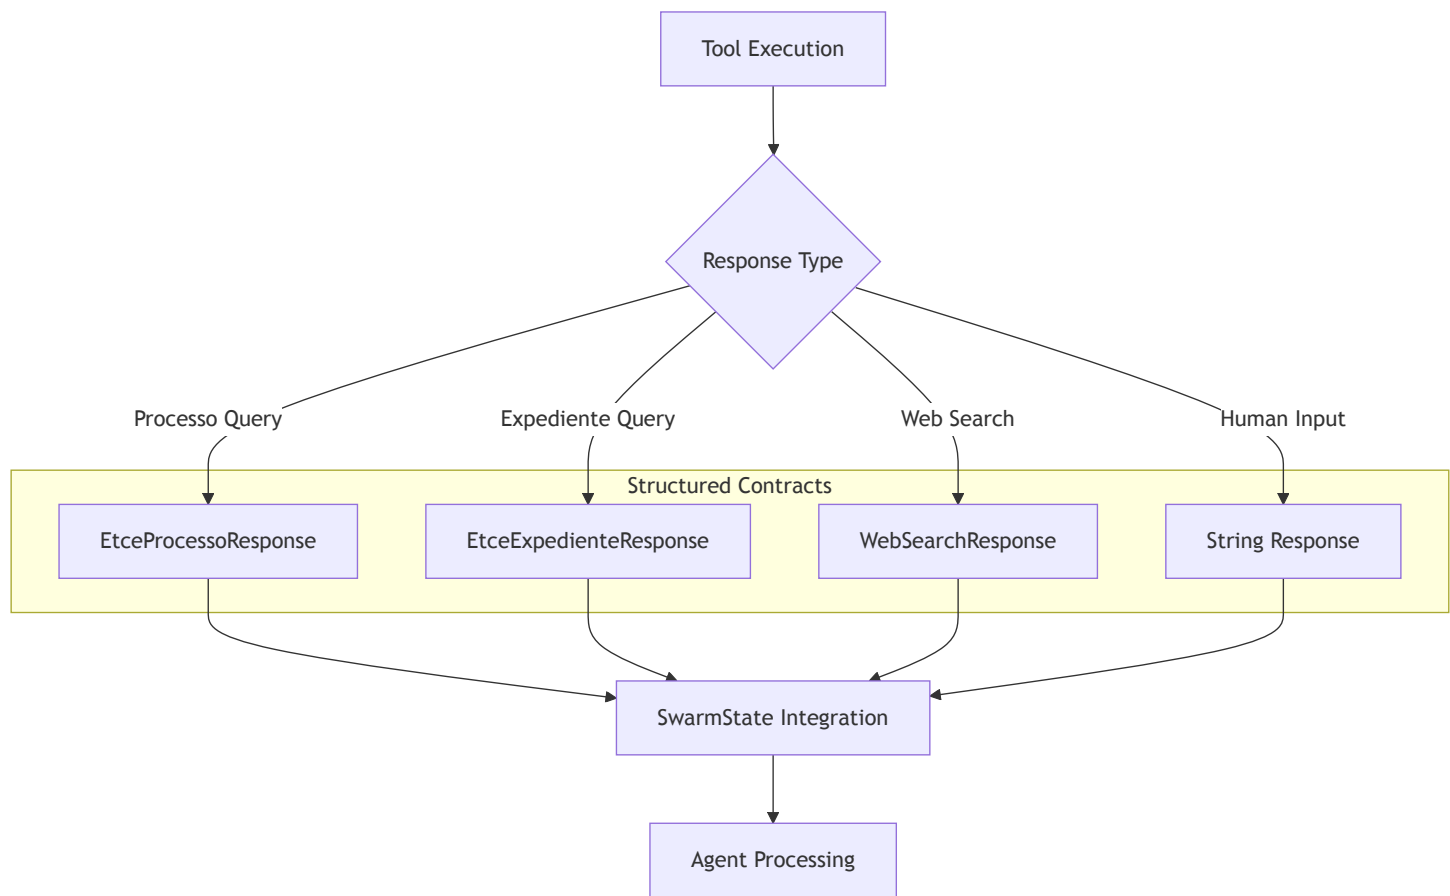 Tool Execution
Response Type
Processo Query
Expediente Query
Web Search
Human Input
Structured Contracts
EtceProcessoResponse
EtceExpedienteResponse
WebSearchResponse
String Response
SwarmState Integration
Agent Processing